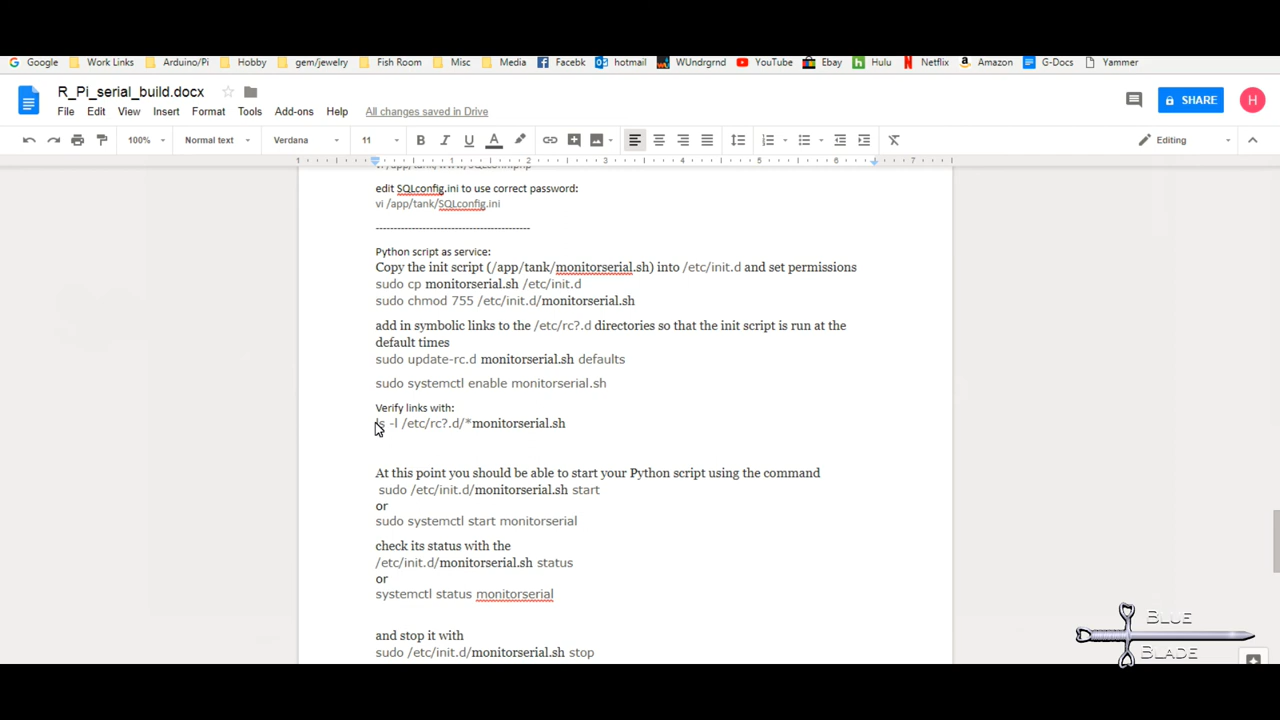 Google Work Links Arduino/Pi Hobby gem/jewelry Fish Room Misc Media Facebk hotmail WUndrgrnd YouTube Ebay Hulu Netflix Amazon G-Docs Yammer
R_Pi_serial_build.docx
SHARE
H
File Edit View Insert Format Tools Add-ons Help All changes saved in Drive
100% Normal text Verdana 11 Editing
1 1 2 3 4 5 6 7
edit SQLconfig.ini to use correct password:
vi /app/tank/SQLconfig.ini
-------------------------------------------
Python script as service:
Copy the init script (/app/tank/monitorserial.sh) into /etc/init.d and set permissions
sudo cp monitorserial.sh /etc/init.d
sudo chmod 755 /etc/init.d/monitorserial.sh
add in symbolic links to the /etc/rc?.d directories so that the init script is run at the
default times
sudo update-rc.d monitorserial.sh defaults
sudo systemctl enable monitorserial.sh
Verify links with:
ls -l /etc/rc?.d/*monitorserial.sh
At this point you should be able to start your Python script using the command
sudo /etc/init.d/monitorserial.sh start
or
sudo systemctl start monitorserial
check its status with the
/etc/init.d/monitorserial.sh status
or
systemctl status monitorserial
and stop it with
sudo /etc/init.d/monitorserial.sh stop
BLUE
BLADE